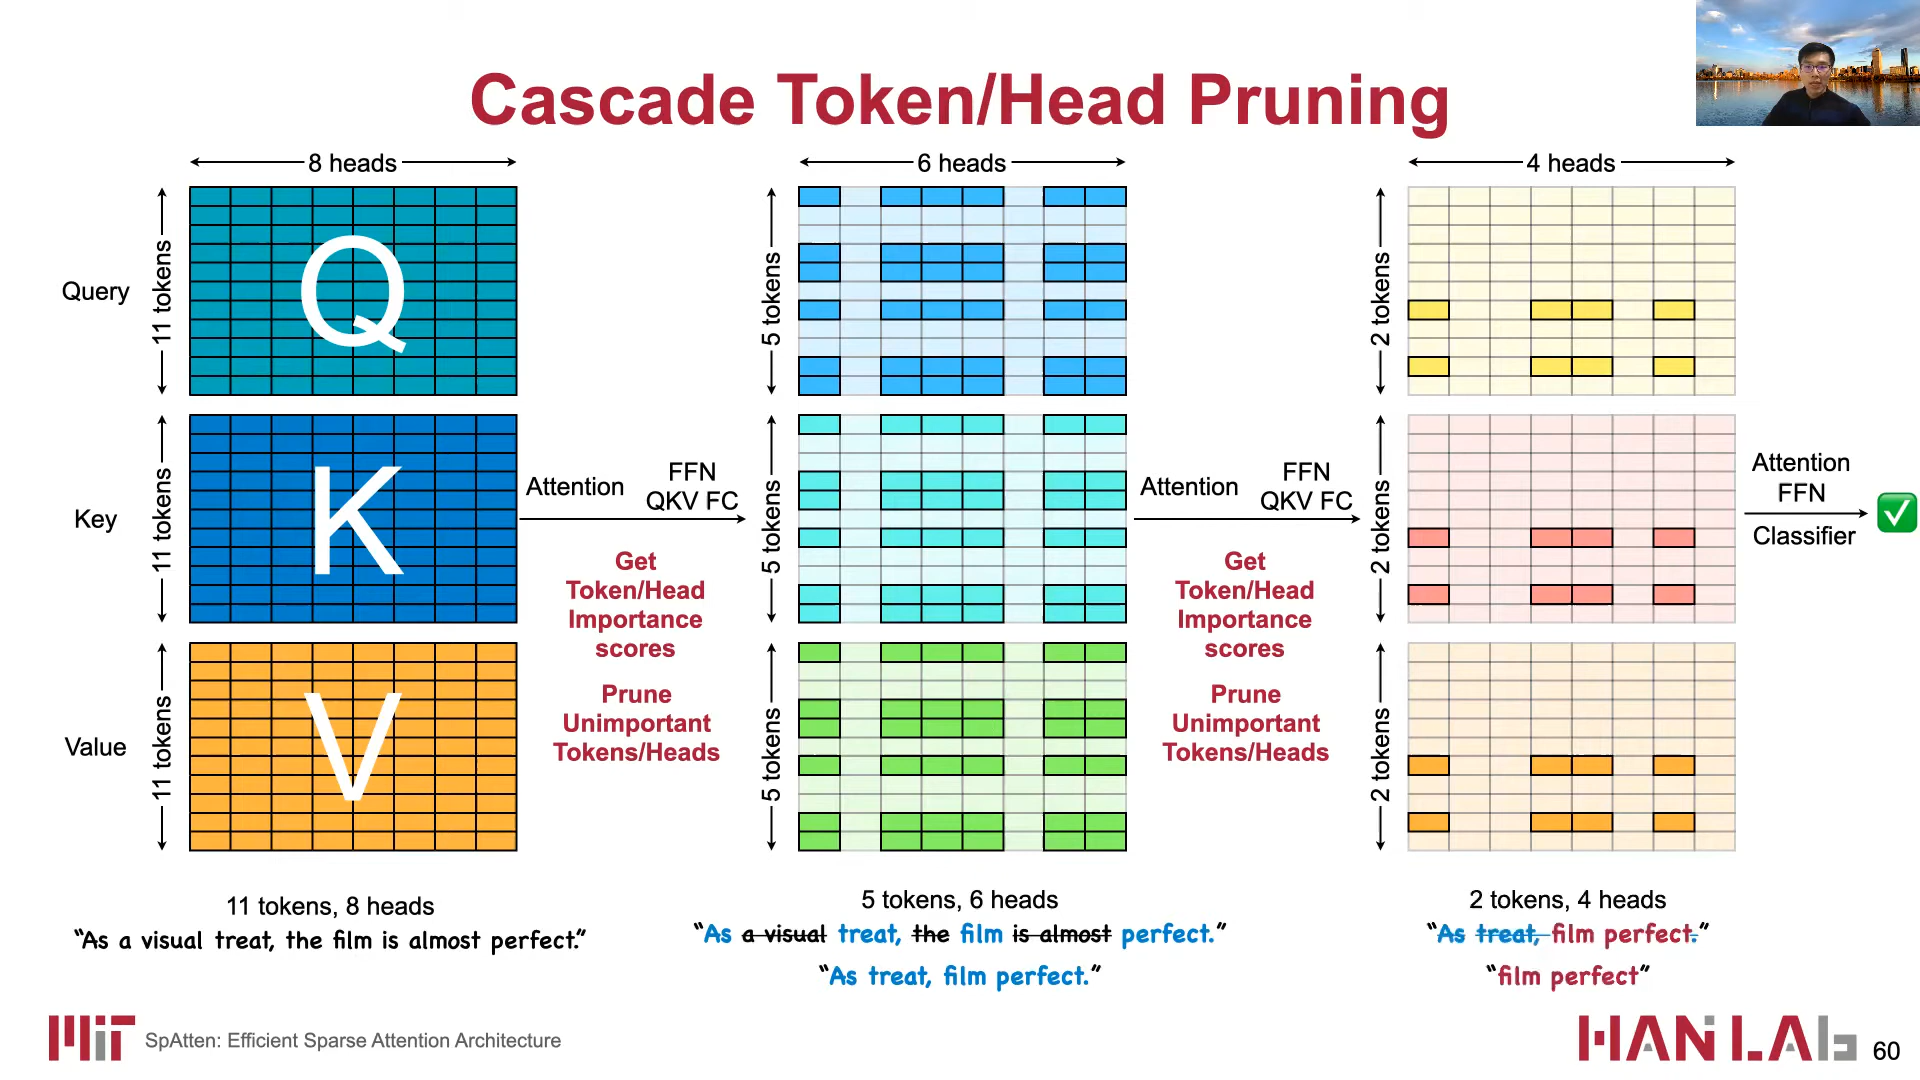 Cascade Token/Head Pruning
8 heads
6 heads
4 heads
Query
11 tokens
Q
5 tokens
2 tokens
Key
11 tokens
K
Attention
FFN
QKV FC
Get
Token/Head
Importance
scores
Prune
Unimportant
Tokens/Heads
5 tokens
Attention
FFN
QKV FC
Get
Token/Head
Importance
scores
Prune
Unimportant
Tokens/Heads
2 tokens
Attention
FFN
Classifier
Value
11 tokens
V
5 tokens
2 tokens
11 tokens, 8 heads
“As a visual treat, the film is almost perfect.”
5 tokens, 6 heads
“As a visual treat, the film is almost perfect.”
“As treat, film perfect.”
2 tokens, 4 heads
“As treat, film perfect.”
“film perfect”
MIT
SpAtten: Efficient Sparse Attention Architecture
HAN LAb
60